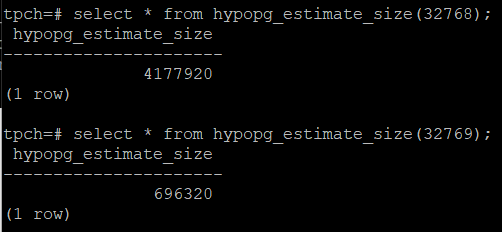 tpch=# select * from hypopg_estimate_size(32768);
hypopg_estimate_size
----------------------
4177920
(1 row)
tpch=# select * from hypopg_estimate_size(32769);
hypopg_estimate_size
----------------------
696320
(1 row)